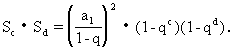 S_c • S_d = (a_1/(1-q))^2 • (1-q^c)(1-q^d).